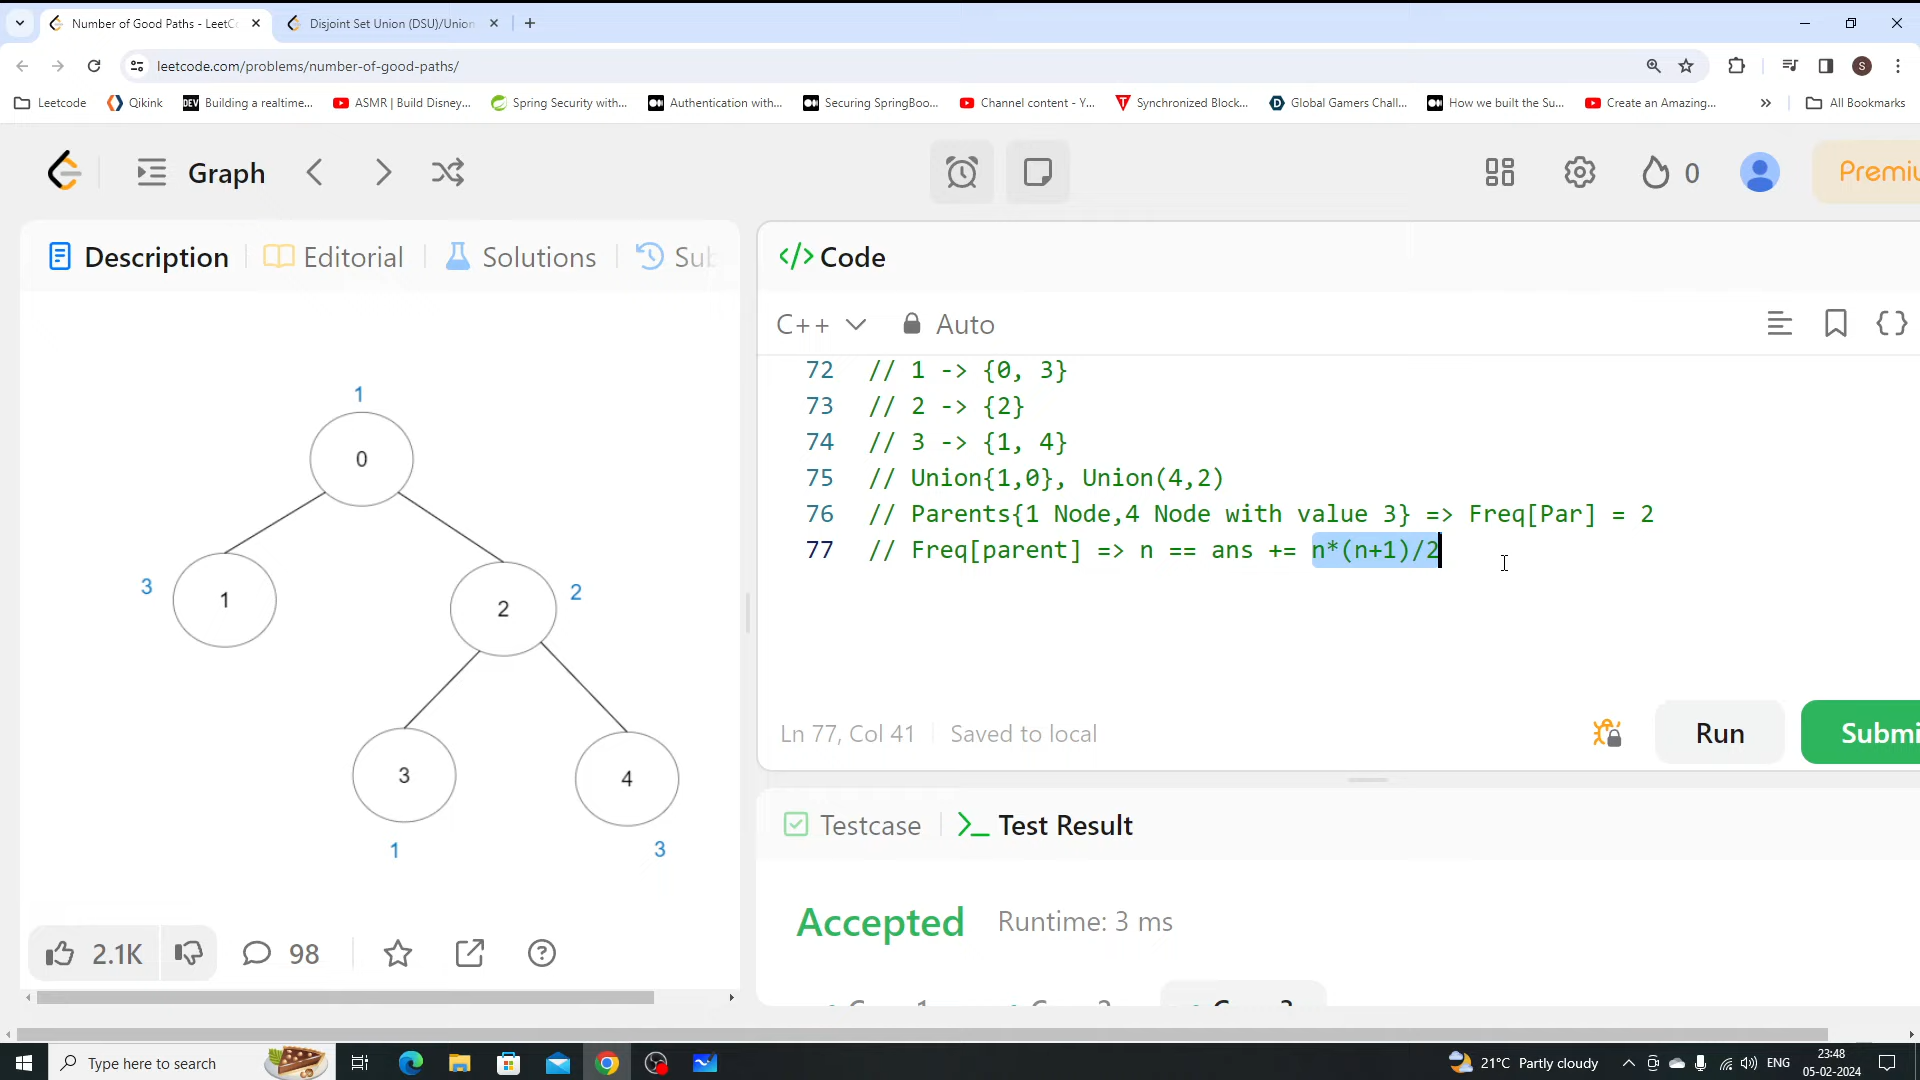 Number of Good Paths - LeetC
Disjoint Set Union (DSU)/Union
leetcode.com/problems/number-of-good-paths/
S
Leetcode
Qikink
DEV
Building a realtime...
ASMR | Build Disney...
Spring Security with...
Authentication with...
Securing SpringBoo...
Channel content - Y...
Synchronized Block...
Global Gamers Chall...
How we built the Su...
Create an Amazing...
All Bookmarks
Graph
0
Premiu
Description
Editorial
Solutions
Sub
</> Code
C++
Auto
72 // 1 -> {0, 3}
73 // 2 -> {2}
74 // 3 -> {1, 4}
75 // Union{1,0}, Union(4,2)
76 // Parents{1 Node,4 Node with value 3} => Freq[Par] = 2
77 // Freq[parent] => n == ans += n*(n+1)/2
1
0
3
1
2
2
3
4
1
3
Ln 77, Col 41
Saved to local
Run
Submi
Testcase
Test Result
Accepted
Runtime: 3 ms
2.1K
98
Type here to search
21°C Partly cloudy
ENG
23:48
05-02-2024